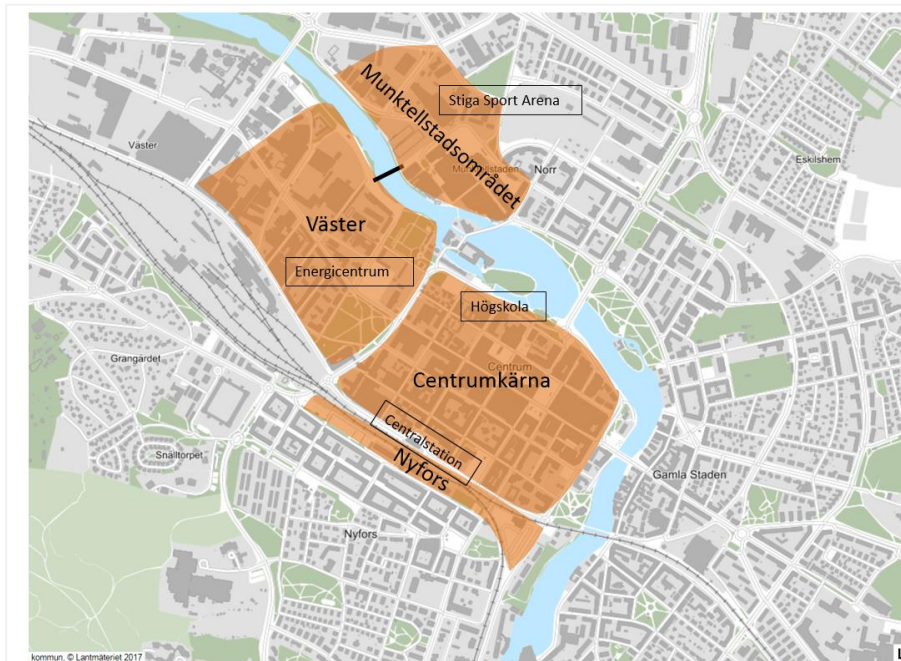 Munktellstadsområdet
Stiga Sport Arena
Väster
Norr
Eskilshem
Väster
Energicentrum
Högskola
Grangärdet
Centrum
Centrumkärna
Centralstation
Snålltorpet
Nyfors
Gamla Staden
Nyfors
kommun. © Lantmäteriet 2017